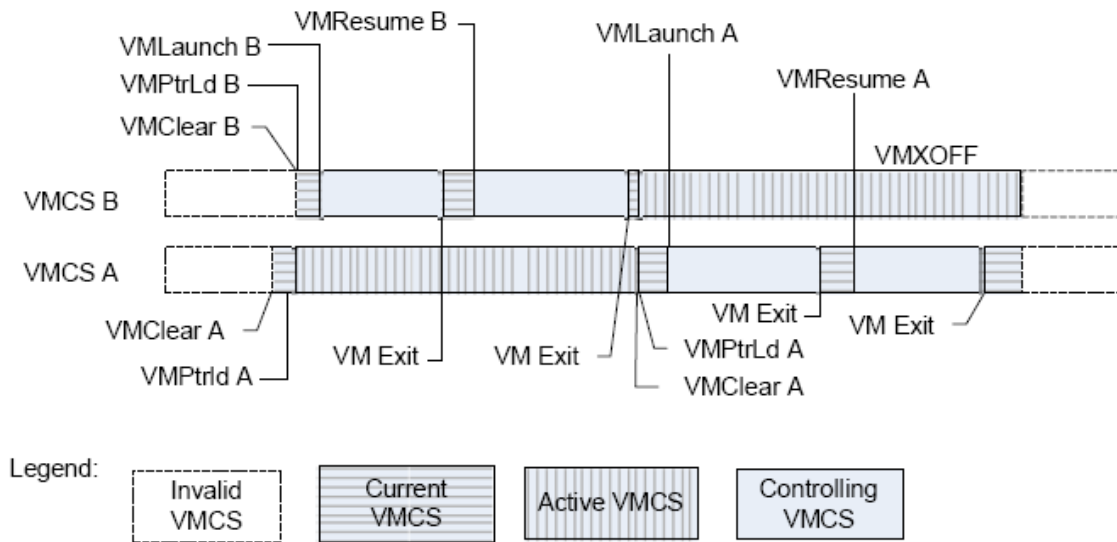 VMResume B
VMLaunch B
VMLaunch A
VMPtrLd B
VMResume A
VMClear B
VMXOFF
VMCS B
VMCS A
VMClear A
VM Exit
VM Exit
VM Exit
VM Exit
VMPtrLd A
VMPtrld A
VMClear A
Legend:
Invalid
VMCS
Current
VMCS
Active VMCS
Controlling
VMCS